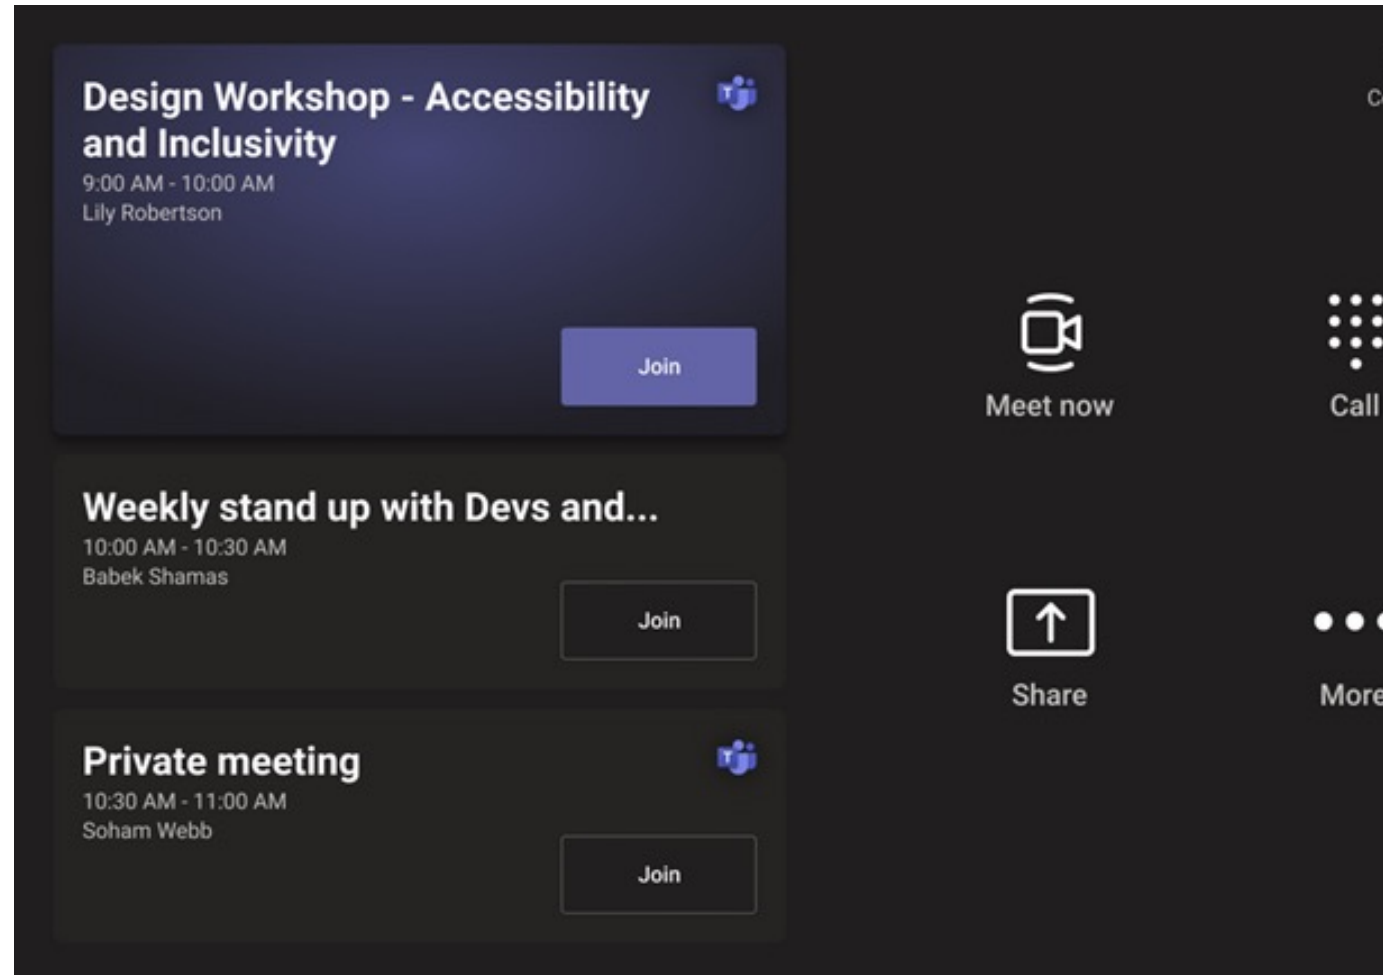 Design Workshop - Accessibility
and Inclusivity
9:00 AM - 10:00 AM
Lily Robertson
Join
Weekly stand up with Devs and...
10:00 AM - 10:30 AM
Babek Shamas
Join
Private meeting
10:30 AM - 11:00 AM
Soham Webb
Join
Meet now
Call
Share
More